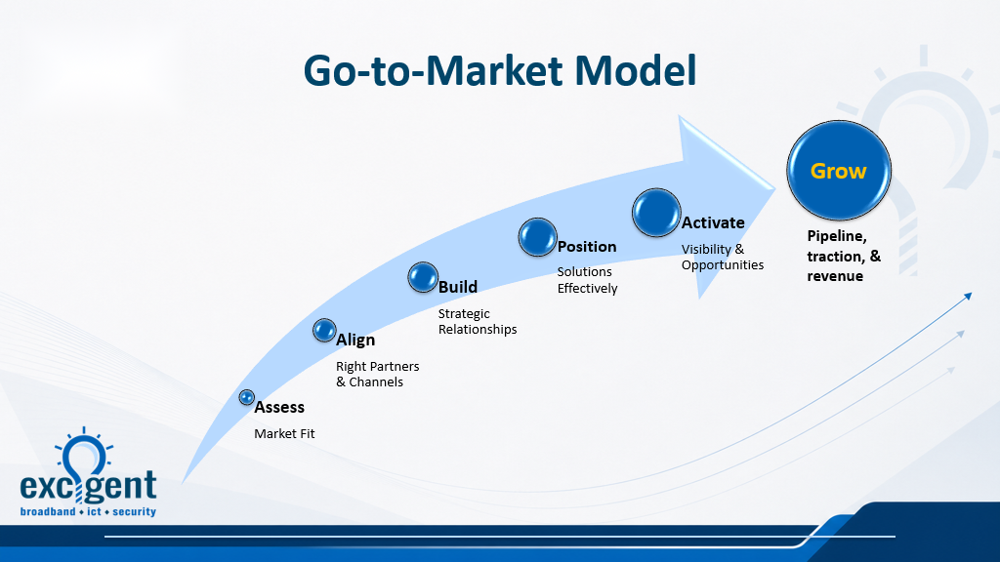 Go-to-Market Model
Grow
Pipeline,
traction, &
revenue
Activate
Visibility &
Opportunities
Position
Solutions
Effectively
Build
Strategic
Relationships
Align
Right Partners
& Channels
Assess
Market Fit
excigent
broadband • ict • security